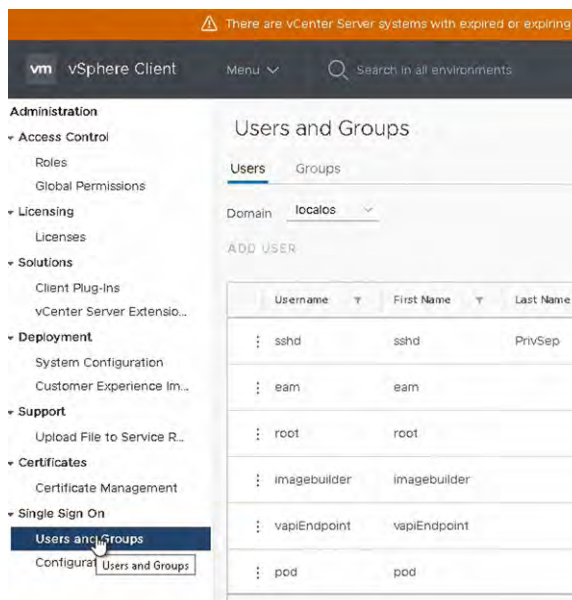 There are vCenter Server systems with expired or expiring
vm vSphere Client Menu Search in all environments
Administration
Access Control
Roles
Global Permissions
Licensing
Licenses
Solutions
Client Plug-Ins
vCenter Server Extensio...
Deployment
System Configuration
Customer Experience Im...
Support
Upload File to Service R...
Certificates
Certificate Management
Single Sign On
Users and Groups
Configurat
Users and Groups
Users and Groups
Users Groups
Domain localos
ADD USER
Username First Name Last Name
sshd sshd PrivSep
eam eam
root root
imagebuilder imagebuilder
vapiEndpoint vapiEndpoint
pod pod